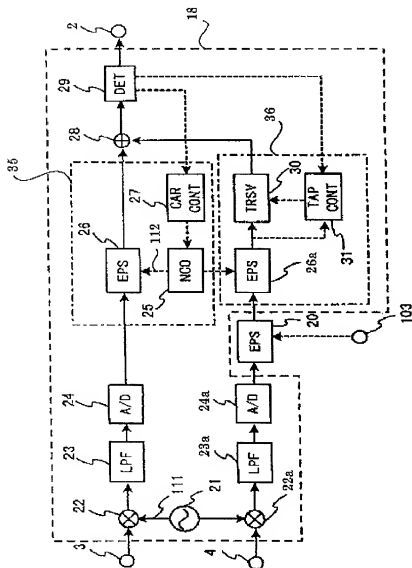 2
18
29
DET
28
35
36
26
EPS
27
CAR CONT
30
TRSV
112
25
NCO
EPS
26a
TAP CONT
31
20
EPS
103
24
A/D
24a
A/D
23
LPF
23a
LPF
22
111
21
22a
3
4